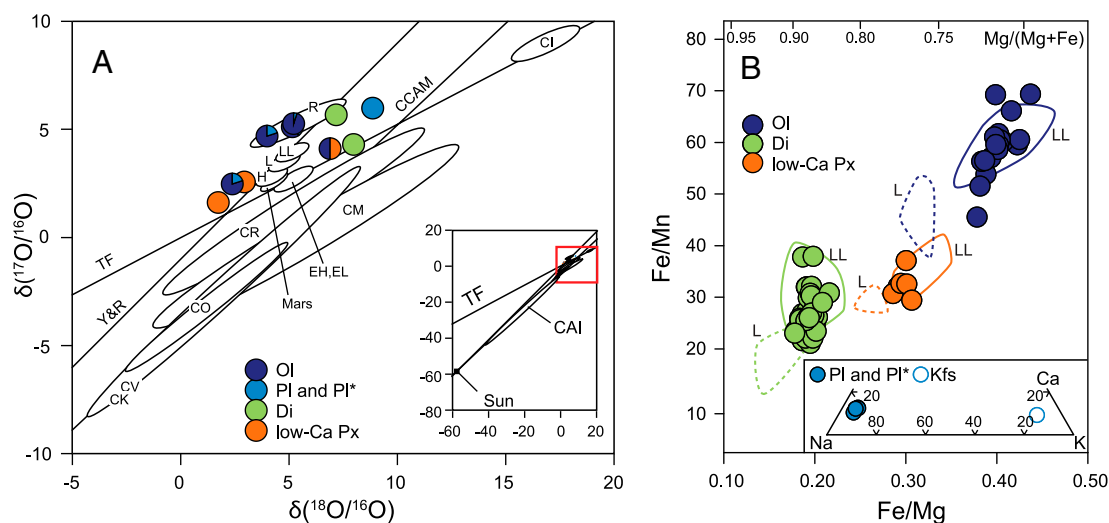 A
10
5
0
-5
-10
-5
0
5
10
15
20
δ(¹⁷O/¹⁶O)
δ(¹⁸O/¹⁶O)
CI
CCAM
R
LL
L
H
TF
Y&R
CR
CM
EH,EL
Mars
CO
CV
CK
Ol
Pl and Pl*
Di
low-Ca Px
20
0
-20
-40
-60
-80
-60
-40
-20
0
20
TF
CAI
Sun
B
0.95
0.90
0.80
0.75
Mg/(Mg+Fe)
80
70
60
50
40
30
20
10
Fe/Mn
Ol
Di
low-Ca Px
LL
L
LL
L
LL
L
Pl and Pl*
Kfs
Ca
20
20
Na
80
60
40
20
K
0.10
0.20
0.30
0.40
0.50
Fe/Mg